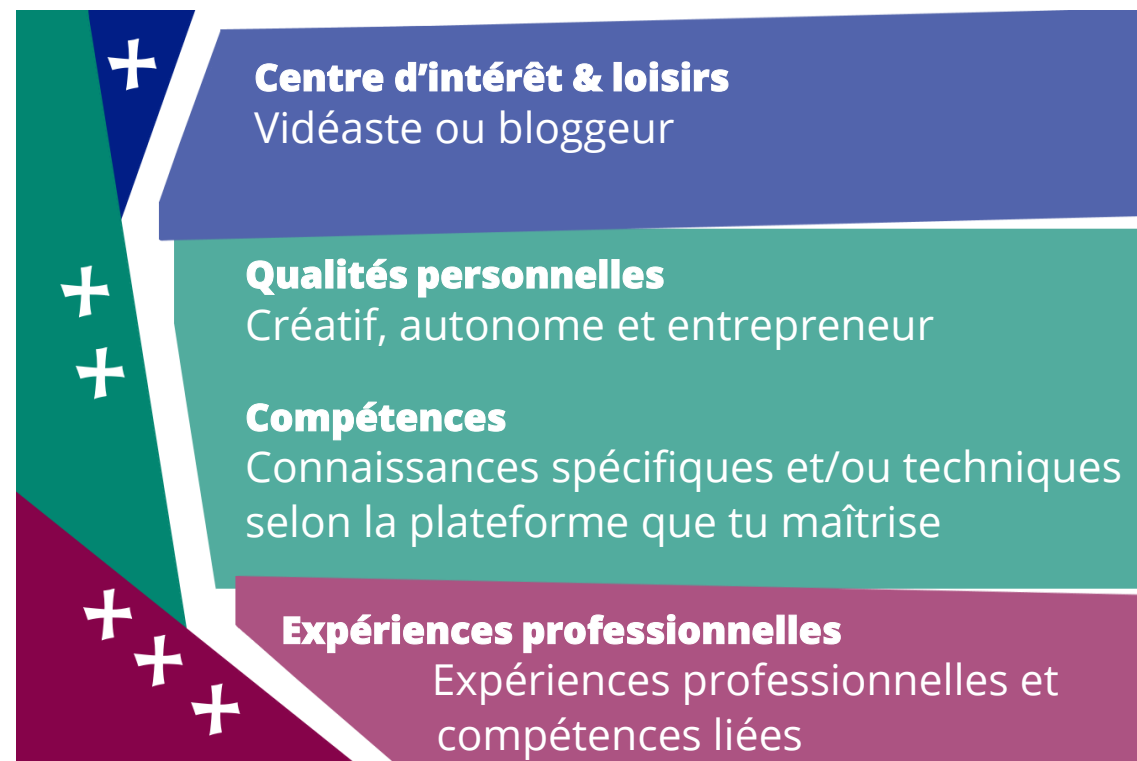 Centre d’intérêt & loisirs
Vidéaste ou bloggeur
Qualités personnelles
Créatif, autonome et entrepreneur
Compétences
Connaissances spécifiques et/ou techniques
selon la plateforme que tu maîtrise
Expériences professionnelles
Expériences professionnelles et
compétences liées